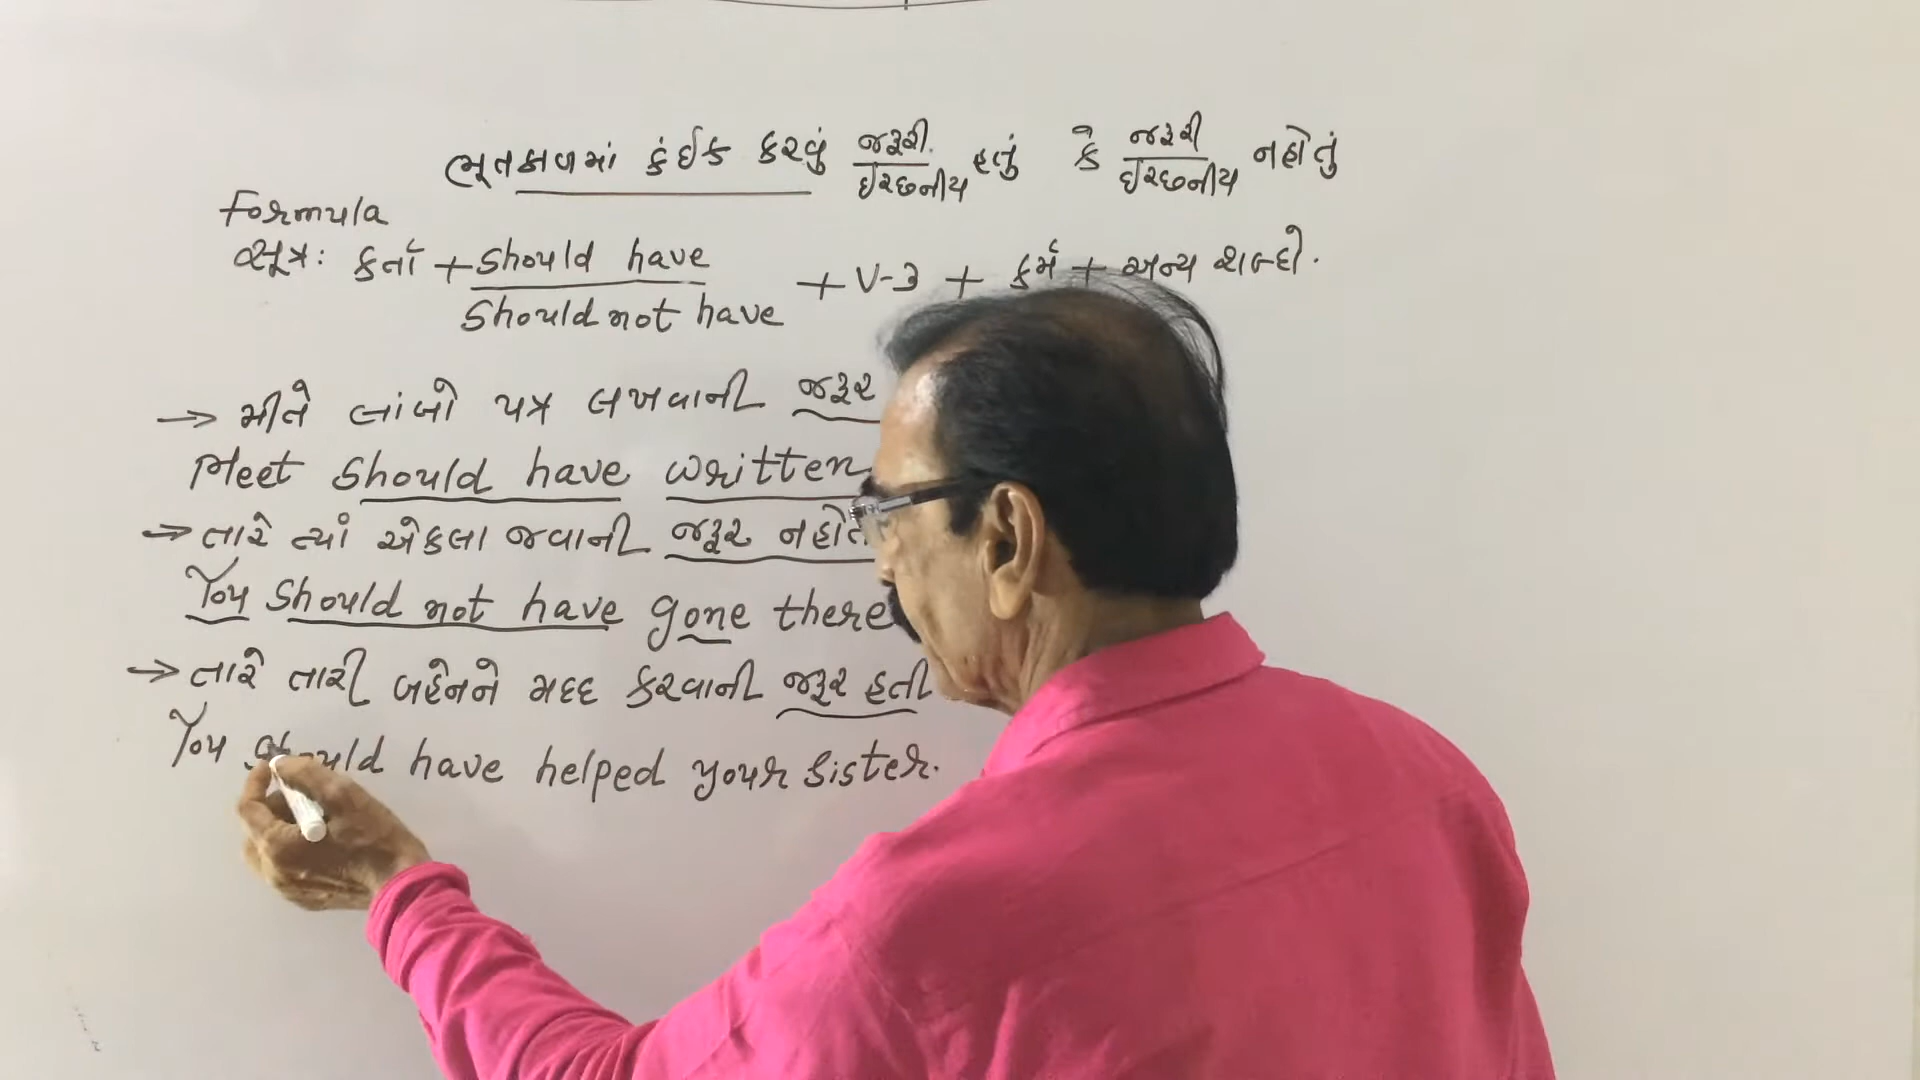 ભૂતકાળમાં કંઈક કરવું જરૂરી/ઈચ્છનીય હતું કે જરૂરી/ઈચ્છનીય નહોતું
Formula
સૂત્ર: કર્તા + Should have / Should not have + V-3 + કર્મ + અન્ય શબ્દો.
→ મીતે લાંબો પત્ર લખવાની જરૂર
Meet Should have written
→ તારે ત્યાં એકલા જવાની જરૂર
You Should not have gone there
→ તારે તારી બહેનને મદદ કરવાની જરૂર હતી
You should have helped your sister.